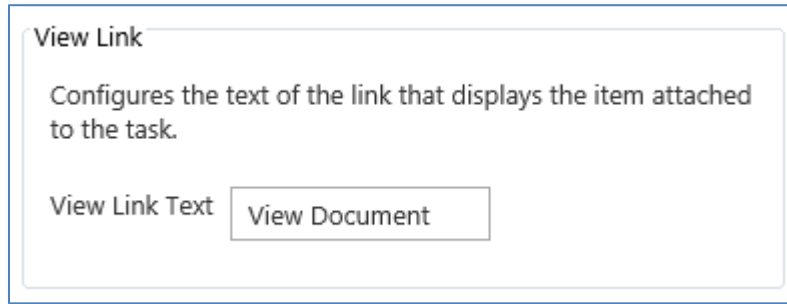 View Link
Configures the text of the link that displays the item attached
to the task.
View Link Text View Document